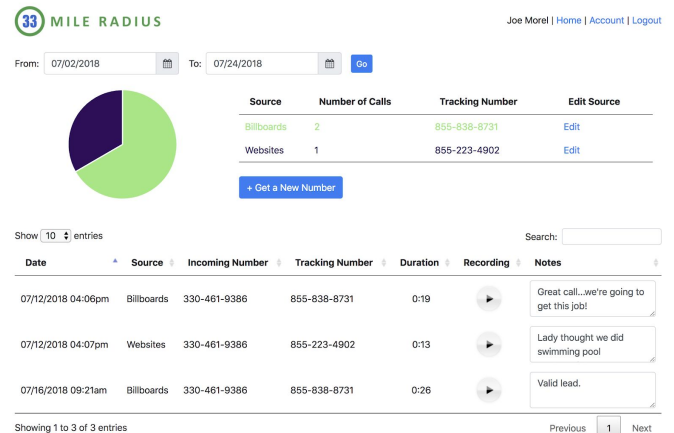 33 MILE RADIUS
Joe Morel | Home | Account | Logout
From: 07/02/2018 To: 07/24/2018 Go
Source Number of Calls Tracking Number Edit Source
Billboards 2 855-838-8731 Edit
Websites 1 855-223-4902 Edit
+ Get a New Number
Show 10 entries
Search:
Date Source Incoming Number Tracking Number Duration Recording Notes
07/12/2018 04:06pm Billboards 330-461-9386 855-838-8731 0:19
Great call...we're going to
get this job!
07/12/2018 04:07pm Websites 330-461-9386 855-223-4902 0:13
Lady thought we did
swimming pool
07/16/2018 09:21am Billboards 330-461-9386 855-838-8731 0:26
Valid lead.
Showing 1 to 3 of 3 entries
Previous 1 Next